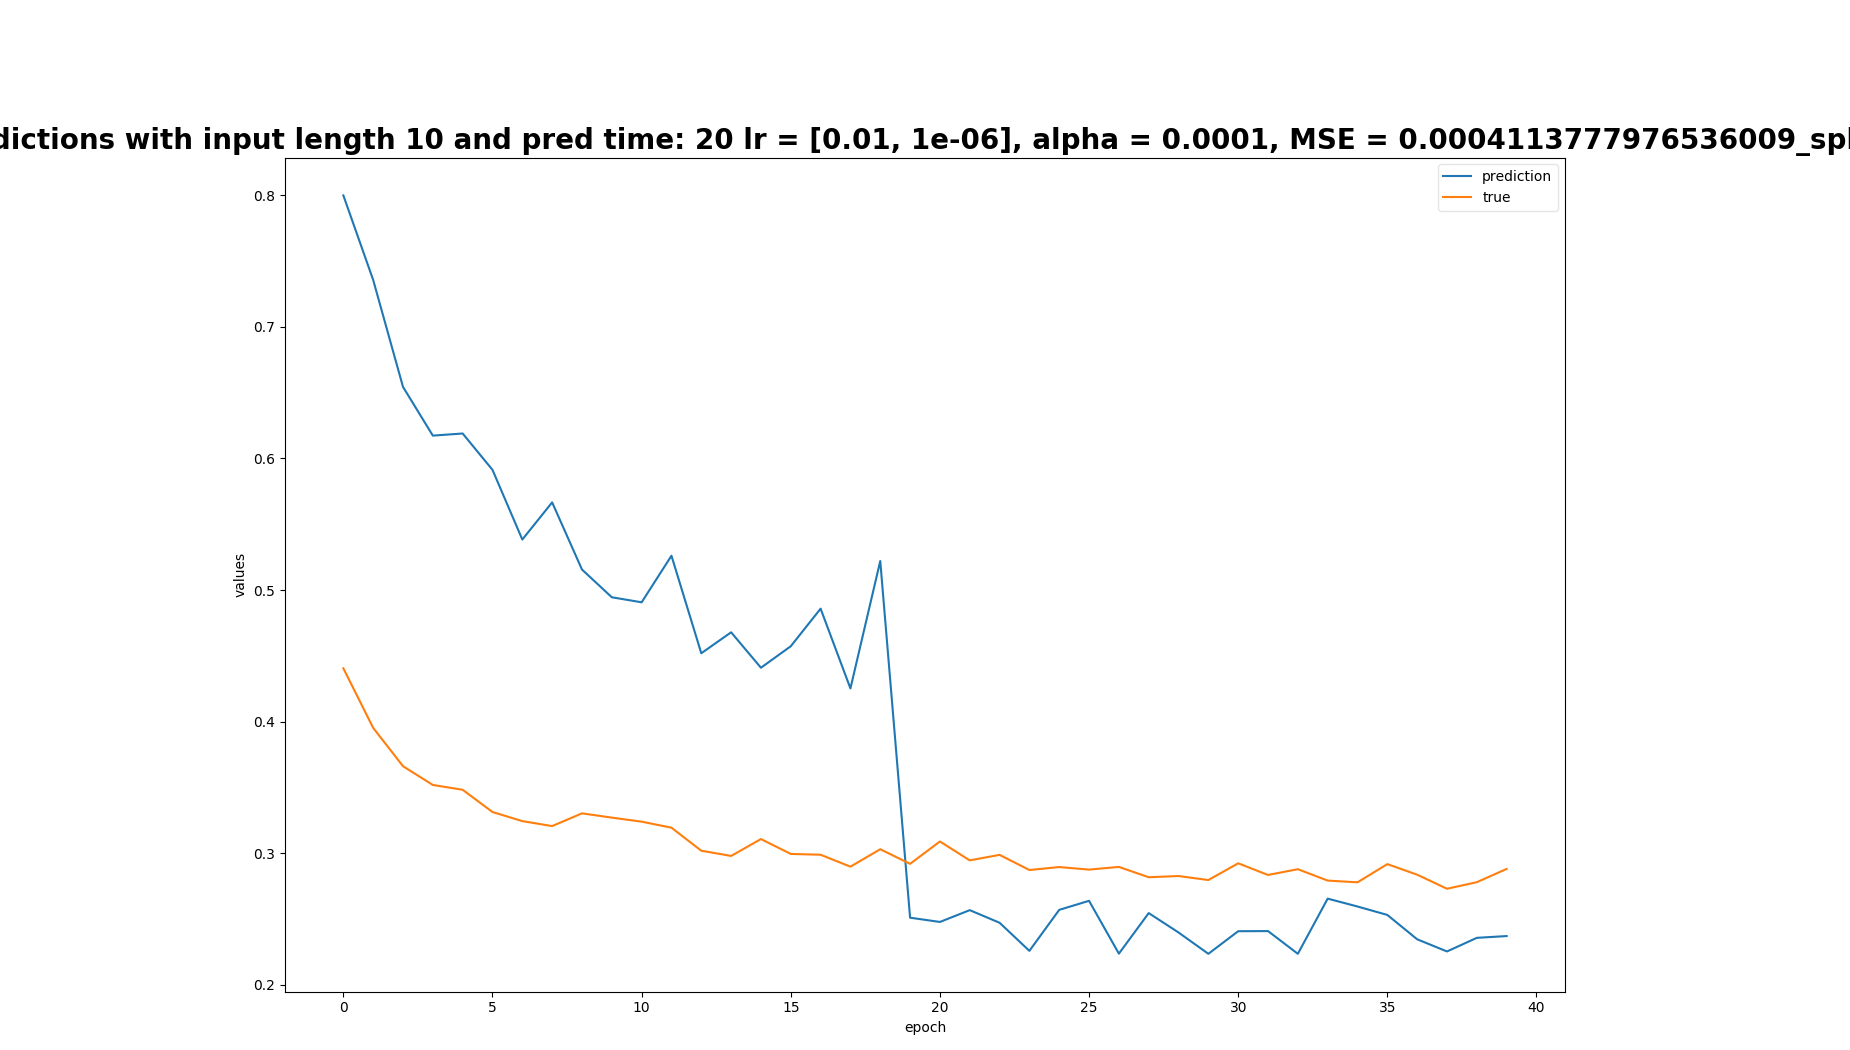 dictions with input length 10 and pred time: 20 lr = [0.01, 1e-06], alpha = 0.0001, MSE = 0.0004113777976536009_spl
prediction
true
0.8
0.7
0.6
0.5
0.4
0.3
0.2
values
0 5 10 15 20 25 30 35 40
epoch